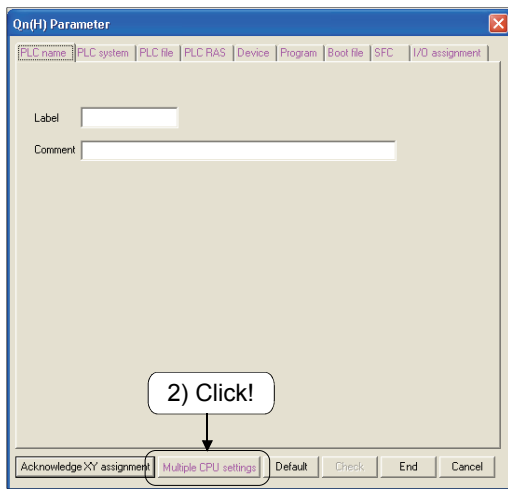 Qn(H) Parameter
PLC name PLC system PLC file PLC RAS Device Program Boot file SFC I/O assignment
Label
Comment
2) Click!
Acknowledge XY assignment Multiple CPU settings Default Check End Cancel